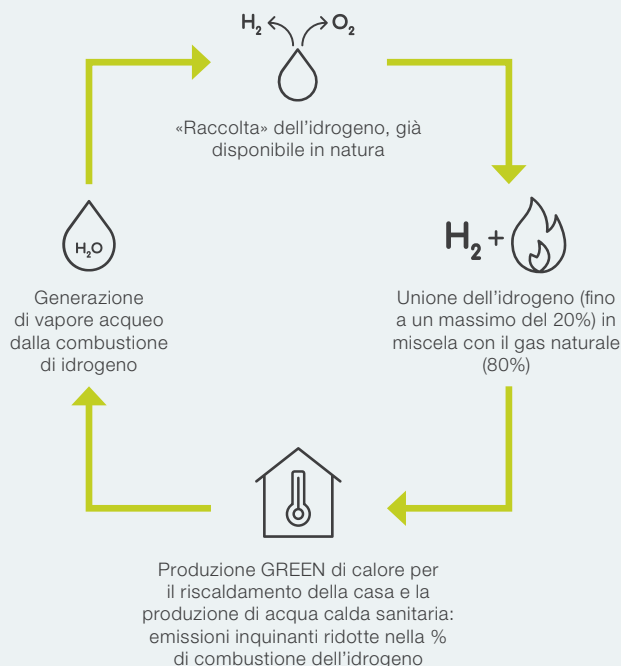 H₂ O₂
«Raccolta» dell’idrogeno, già
disponibile in natura
H₂ +
Unione dell’idrogeno (fino
a un massimo del 20%) in
miscela con il gas naturale
(80%)
Produzione GREEN di calore per
il riscaldamento della casa e la
produzione di acqua calda sanitaria:
emissioni inquinanti ridotte nella %
di combustione dell’idrogeno
H₂O
Generazione
di vapore acqueo
dalla combustione
di idrogeno